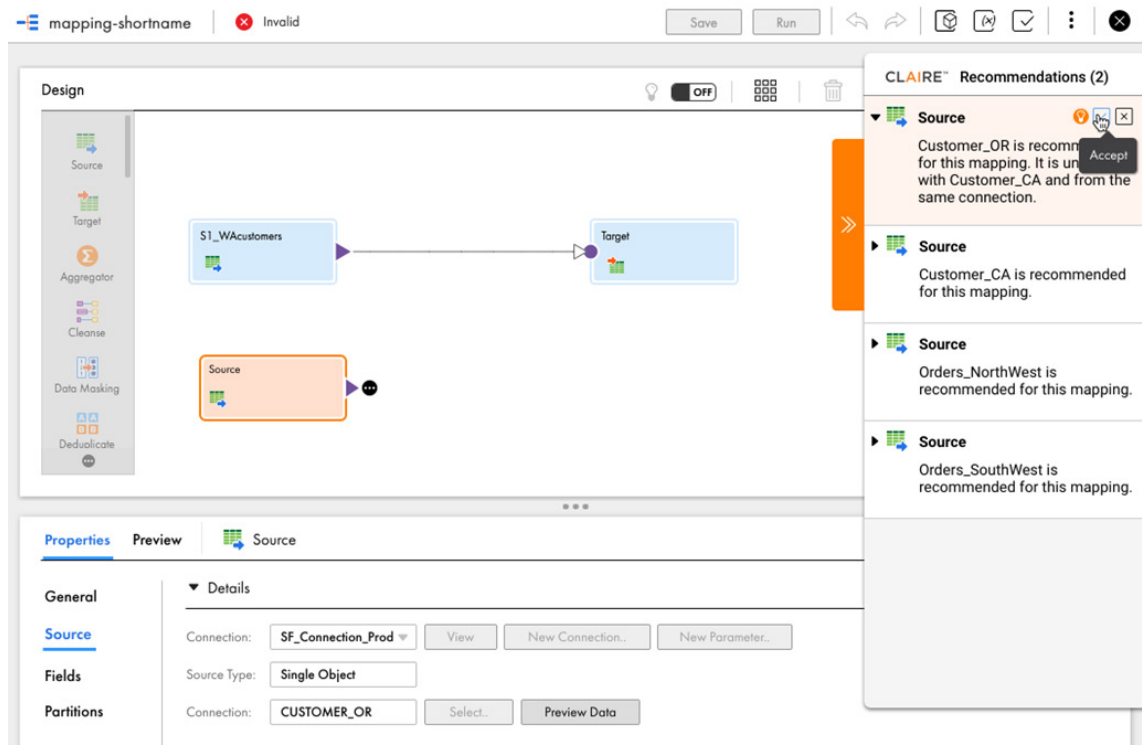 mapping-shortname
Invalid
Save
Run
Design
OFF
Source
Target
Aggregator
Cleanse
Data Masking
Deduplicate
S1_WAcustomers
Target
Source
CLAIRE™ Recommendations (2)
Source
Customer_OR is recomm
for this mapping. It is un
with Customer_CA and from the
same connection.
Accept
Source
Customer_CA is recommended
for this mapping.
Source
Orders_NorthWest is
recommended for this mapping.
Source
Orders_SouthWest is
recommended for this mapping.
Properties
Preview
Source
General
Source
Fields
Partitions
Details
Connection: SF_Connection_Prod View New Connection.. New Parameter..
Source Type: Single Object
Connection: CUSTOMER_OR Select.. Preview Data